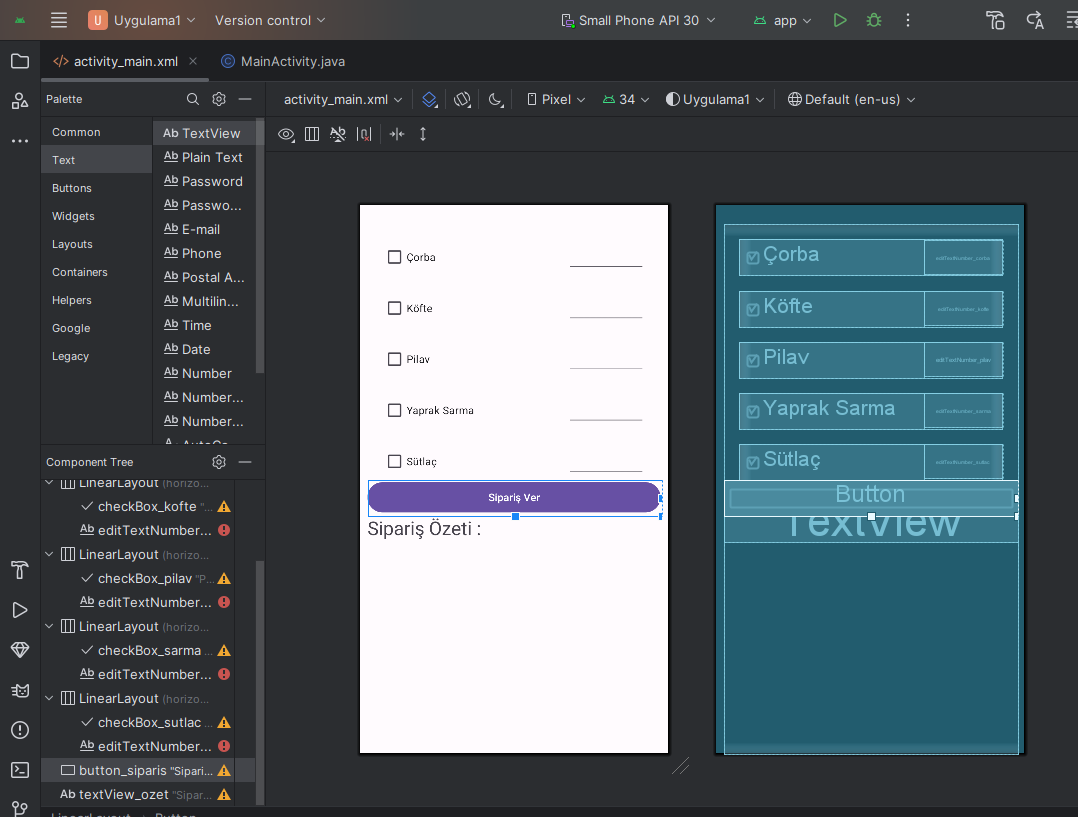 U Uygulama1 Version control Small Phone API 30 app
activity_main.xml MainActivity.java
Palette
Common
Text
Buttons
Widgets
Layouts
Containers
Helpers
Google
Legacy
Ab TextView
Ab Plain Text
Ab Password
Ab Passwo...
Ab E-mail
Ab Phone
Ab Postal A...
Ab Multilin...
Ab Time
Ab Date
Ab Number
Ab Number...
Ab Number...
activity_main.xml Pixel 34 Uygulama1 Default (en-us)
Çorba
Köfte
Pilav
Yaprak Sarma
Sütlaç
Sipariş Ver
Sipariş Özeti :
Çorba editTextNumber_corba
Köfte editTextNumber_kofte
Pilav editTextNumber_pilav
Yaprak Sarma editTextNumber_sarma
Sütlaç editTextNumber_sutlac
Button
TextView
Component Tree
LinearLayout (horizo...
checkBox_kofte "...
Ab editTextNumber...
LinearLayout (horizo...
checkBox_pilav "P...
Ab editTextNumber...
LinearLayout (horizo...
checkBox_sarma ...
Ab editTextNumber...
LinearLayout (horizo...
checkBox_sutlac ...
Ab editTextNumber...
button_siparis "Sipari...
Ab textView_ozet "Sipar...
LinearLayout Button